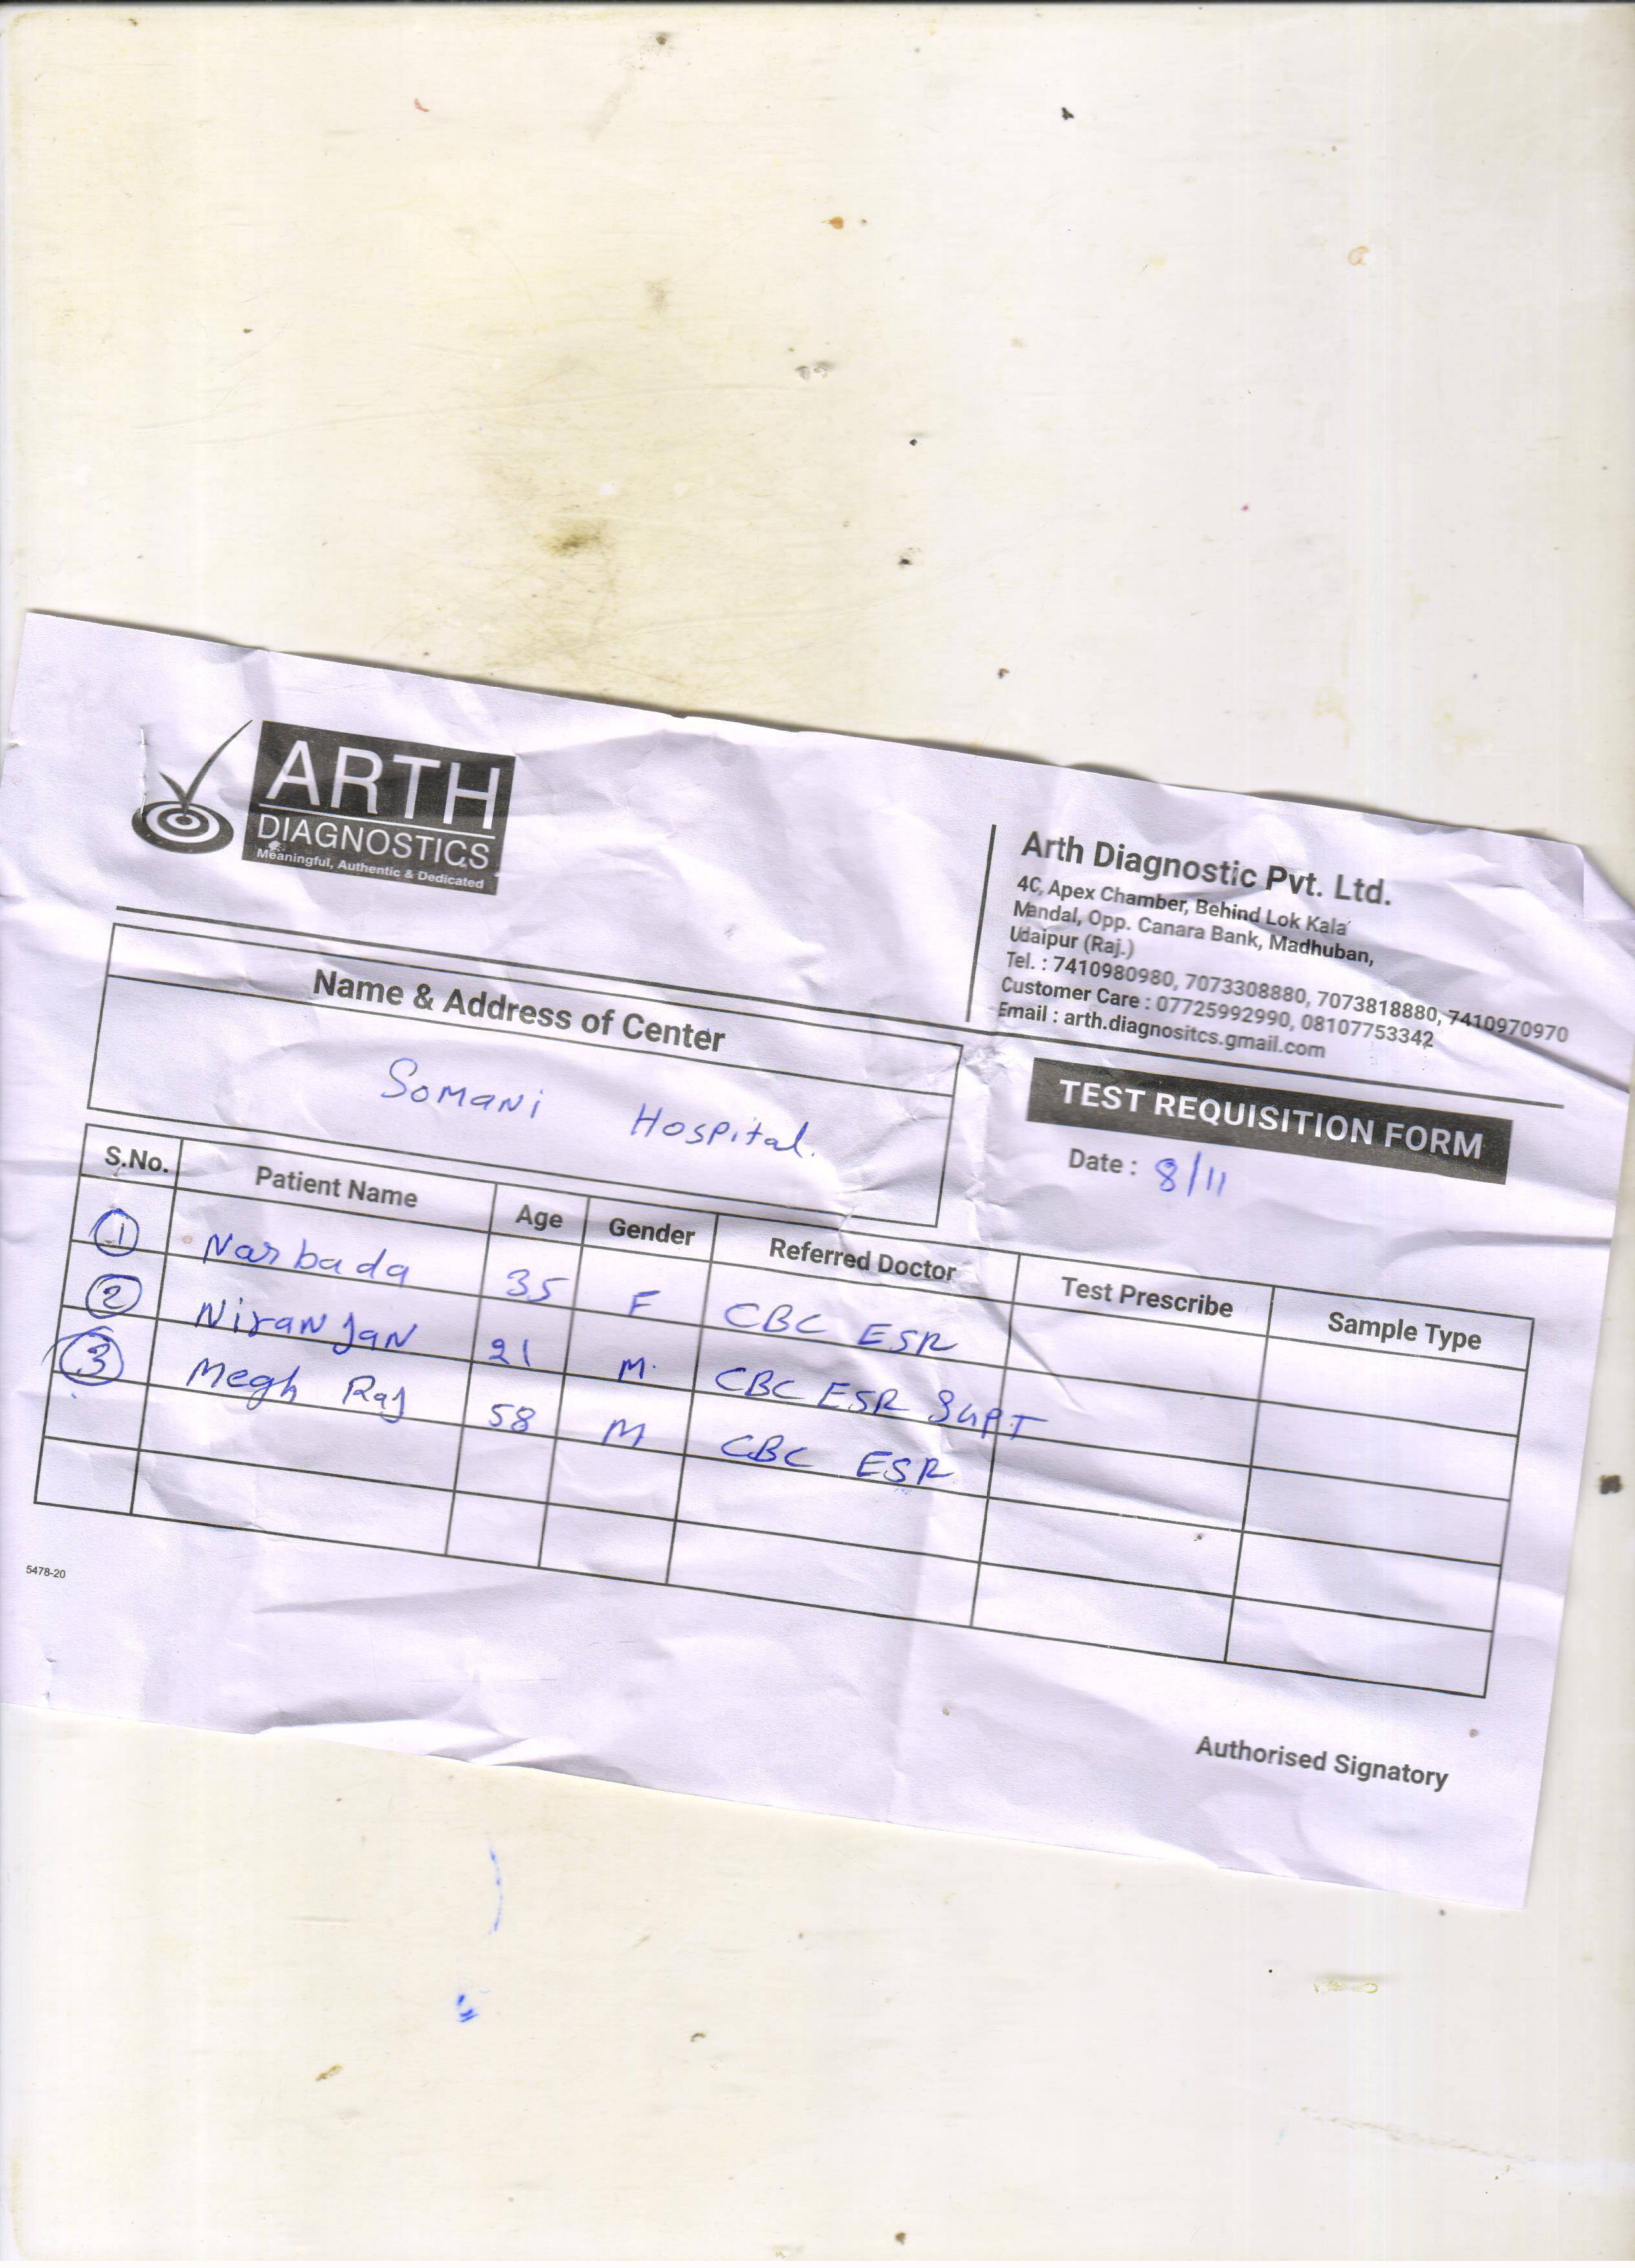 ARTH
DIAGNOSTICS
Meaningful, Authentic & Dedicated
Arth Diagnostic Pvt. Ltd.
4C, Apex Chamber, Behind Lok Kala
Mandal, Opp. Canara Bank, Madhuban,
Udaipur (Raj.)
Tel. : 7410980980, 7073308880, 7073818880, 7410970970
Customer Care : 07725992990, 08107753342
Email : arth.diagnositcs.gmail.com
Name & Address of Center
Somani Hospital.
TEST REQUISITION FORM
Date : 8/11
S.No. Patient Name Age Gender Referred Doctor Test Prescribe Sample Type
1 Narbada 35 F CBC ESR
2 Niranjan 21 M. CBC ESR SGPT
3 Megh Raj 58 M CBC ESR
5478-20
Authorised Signatory